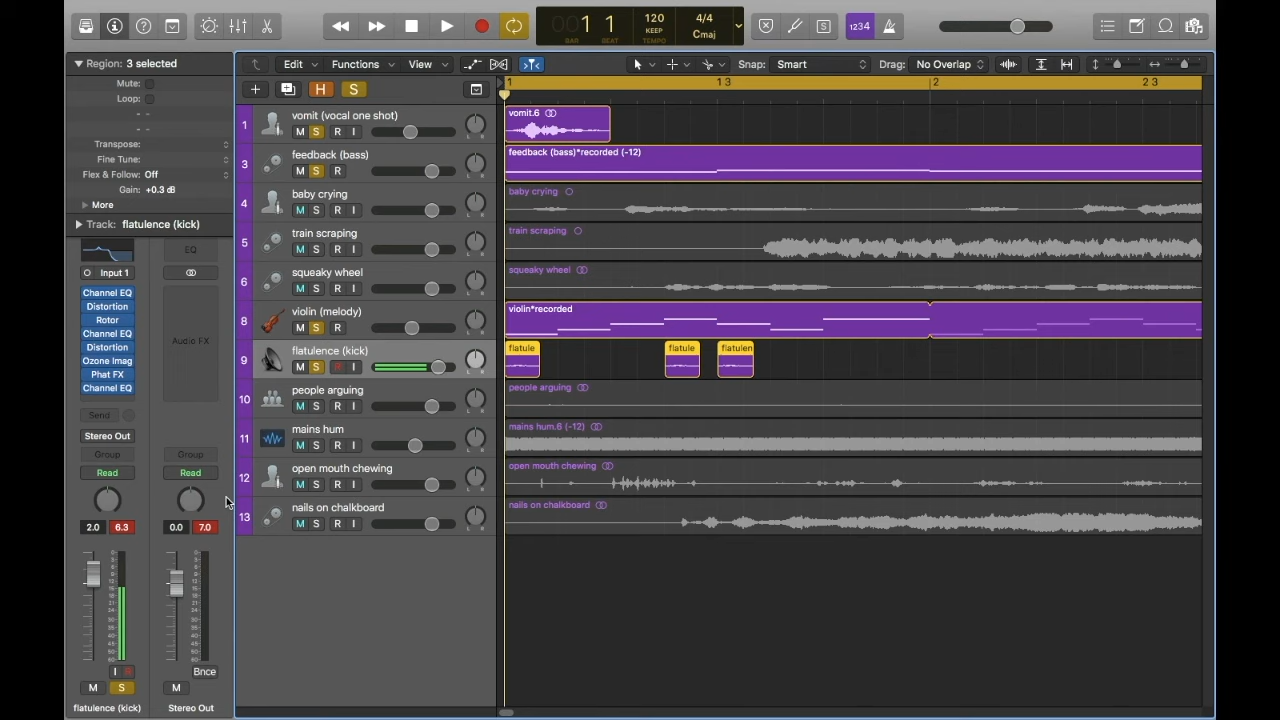 1 1
BAR BEAT
120
KEEP
TEMPO
4/4
Cmaj
1234
Region: 3 selected
Mute:
Loop:
Transpose:
Fine Tune:
Flex & Follow: Off
Gain: +0.3 dB
More
Track: flatulence (kick)
Edit Functions View
Snap: Smart
Drag: No Overlap
H S
1 1 3 2 2 3
1 vomit (vocal one shot)
M S R I
vomit.6
3 feedback (bass)
M S R
feedback (bass)*recorded (-12)
4 baby crying
M S R I
baby crying
5 train scraping
M S R I
train scraping
6 squeaky wheel
M S R I
squeaky wheel
8 violin (melody)
M S R
violin*recorded
9 flatulence (kick)
M S R I
flatule flatule flatulen
10 people arguing
M S R I
people arguing
11 mains hum
M S R I
mains hum.6 (-12)
12 open mouth chewing
M S R I
open mouth chewing
13 nails on chalkboard
M S R I
nails on chalkboard
EQ
Input 1
Channel EQ
Distortion
Rotor
Channel EQ
Distortion
Ozone Imag
Phat FX
Channel EQ
Audio FX
Send
Stereo Out
Group Group
Read Read
2.0 6.3 0.0 7.0
I R Bnce
M S M
flatulence (kick) Stereo Out